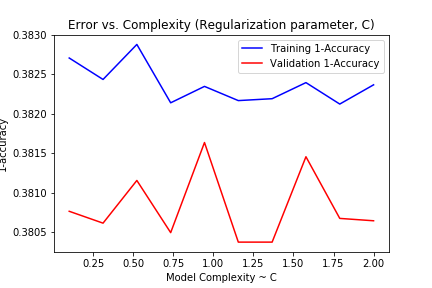 Error vs. Complexity (Regularization parameter, C)
0.3830
0.3825
0.3820
0.3815
0.3810
0.3805
1-accuracy
Training 1-Accuracy
Validation 1-Accuracy
0.25 0.50 0.75 1.00 1.25 1.50 1.75 2.00
Model Complexity ~ C